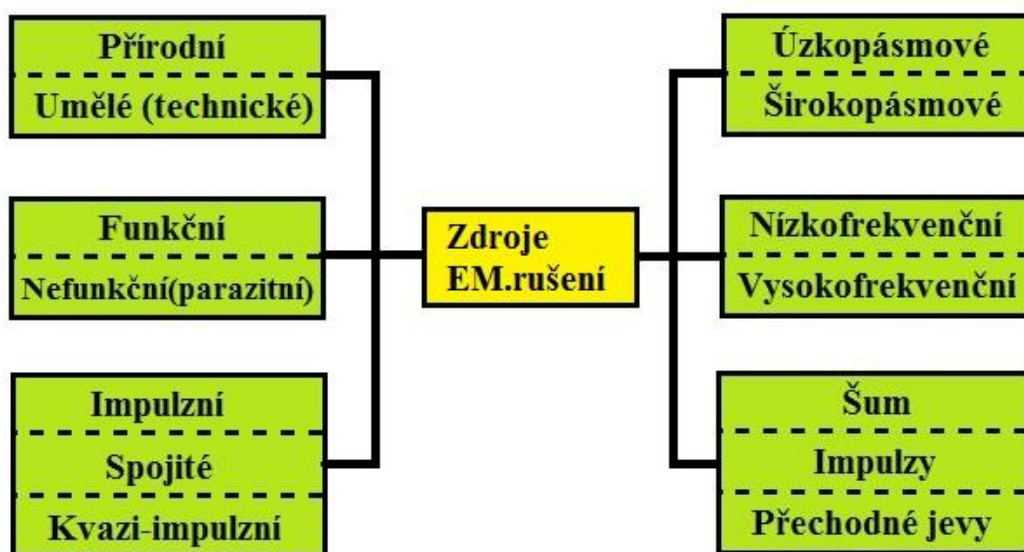 Přírodní
Umělé (technické)
Funkční
Nefunkční(parazitní)
Impulzní
Spojité
Kvazi-impulzní
Zdroje
EM.rušení
Úzkopásmové
Širokopásmové
Nízkofrekvenční
Vysokofrekvenční
Šum
Impulzy
Přechodné jevy